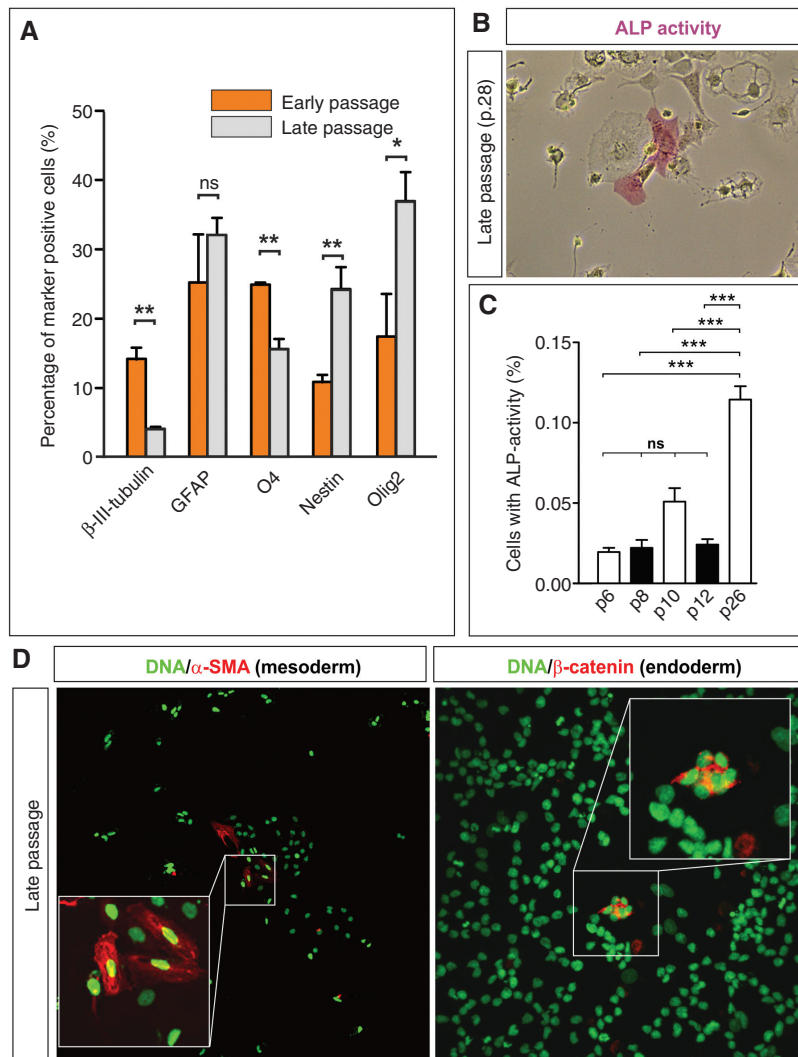 A
Early passage
Late passage
Percentage of marker positive cells (%)
50
40
30
20
10
0
**
ns
**
**
*
β-III-tubulin
GFAP
O4
Nestin
Olig2
B
ALP activity
Late passage (p.28)
C
Cells with ALP-activity (%)
0.15
0.10
0.05
0.00
***
***
***
***
ns
p6
p8
p10
p12
p26
D
DNA/α-SMA (mesoderm)
DNA/β-catenin (endoderm)
Late passage